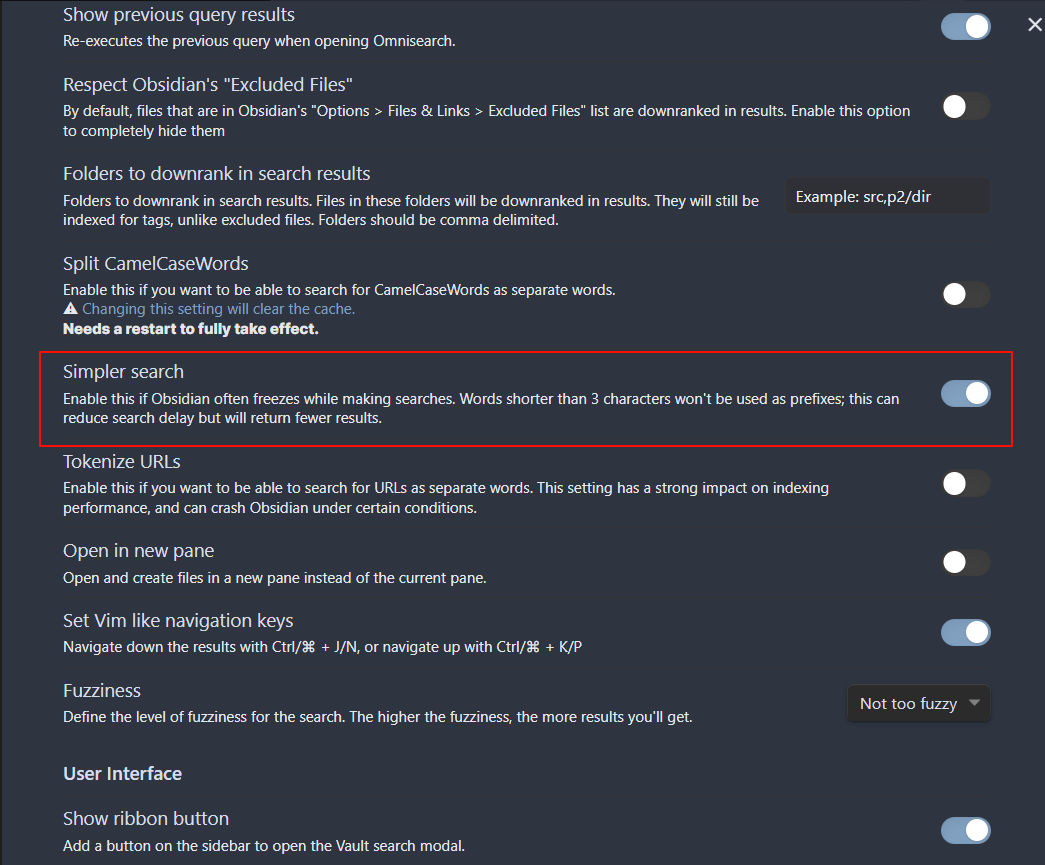 Show previous query results
Re-executes the previous query when opening Omnisearch.
Respect Obsidian's "Excluded Files"
By default, files that are in Obsidian's "Options > Files & Links > Excluded Files" list are downranked in results. Enable this option
to completely hide them
Folders to downrank in search results
Folders to downrank in search results. Files in these folders will be downranked in results. They will still be
indexed for tags, unlike excluded files. Folders should be comma delimited.
Example: src,p2/dir
Split CamelCaseWords
Enable this if you want to be able to search for CamelCaseWords as separate words.
⚠ Changing this setting will clear the cache.
Needs a restart to fully take effect.
Simpler search
Enable this if Obsidian often freezes while making searches. Words shorter than 3 characters won't be used as prefixes; this can
reduce search delay but will return fewer results.
Tokenize URLs
Enable this if you want to be able to search for URLs as separate words. This setting has a strong impact on indexing
performance, and can crash Obsidian under certain conditions.
Open in new pane
Open and create files in a new pane instead of the current pane.
Set Vim like navigation keys
Navigate down the results with Ctrl/⌘ + J/N, or navigate up with Ctrl/⌘ + K/P
Fuzziness
Define the level of fuzziness for the search. The higher the fuzziness, the more results you'll get.
Not too fuzzy
User Interface
Show ribbon button
Add a button on the sidebar to open the Vault search modal.